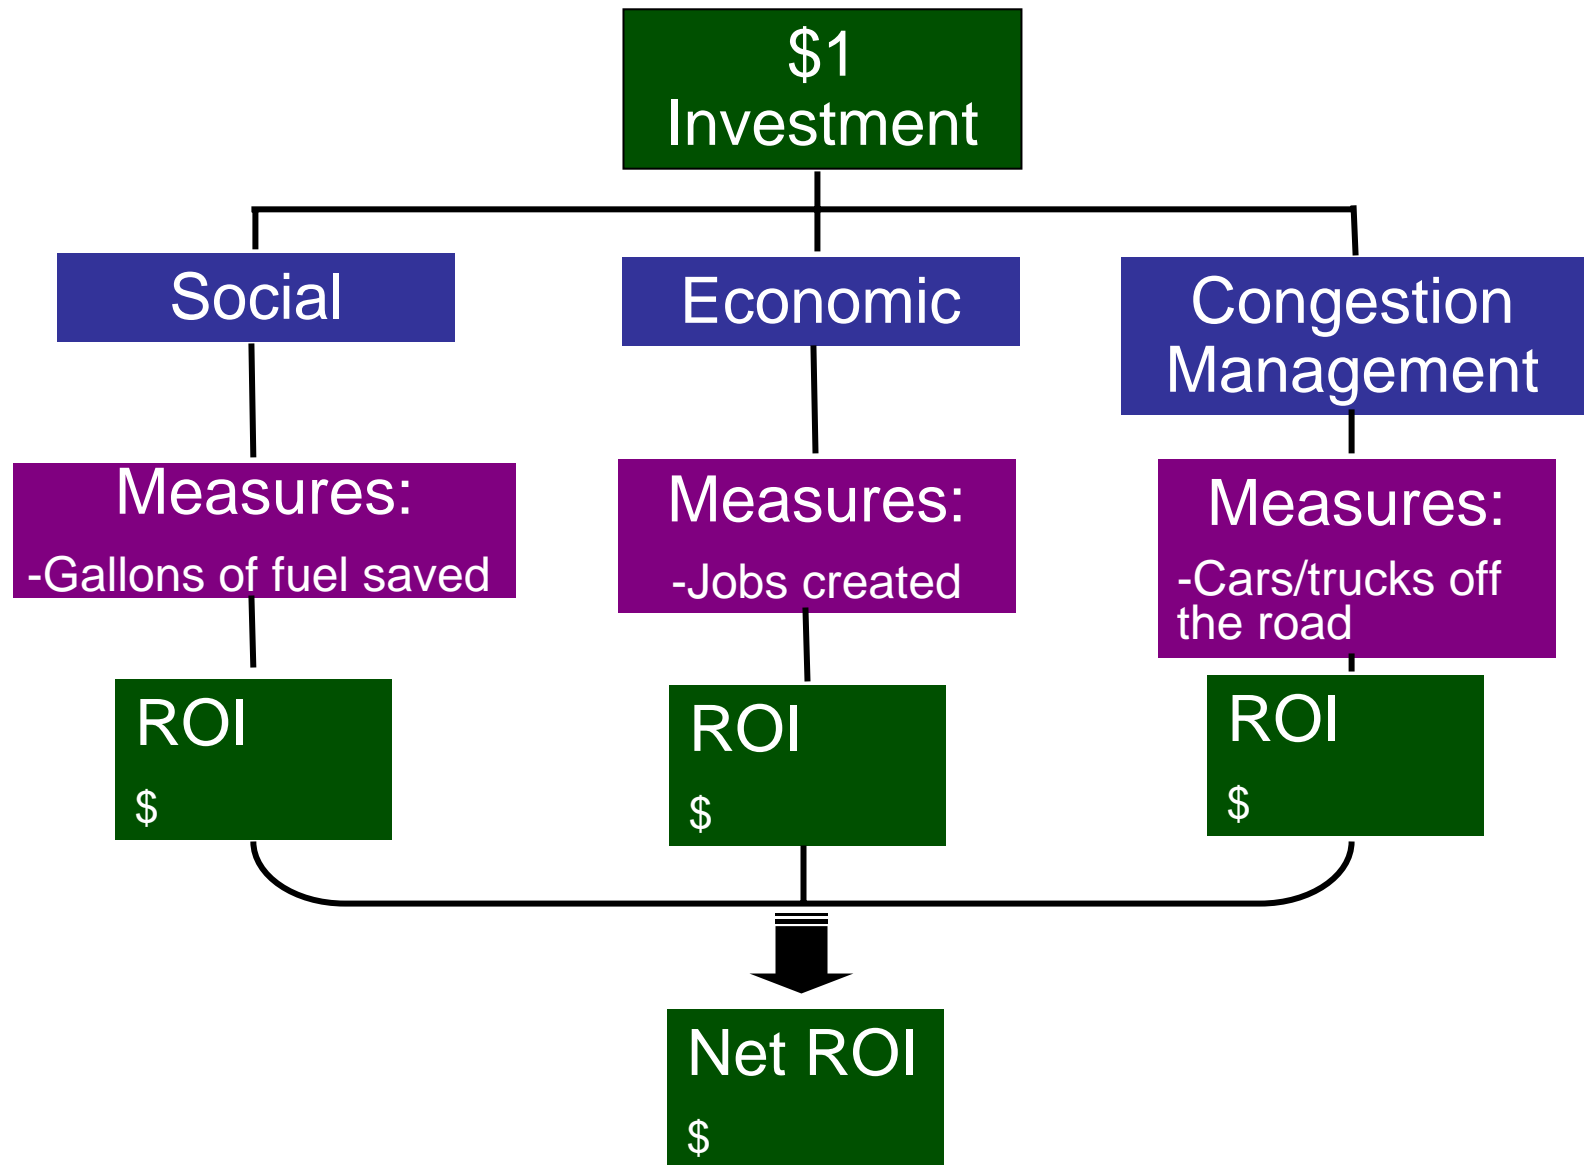 $1
Investment
Social
Economic
Congestion
Management
Measures:
-Gallons of fuel saved
Measures:
-Jobs created
Measures:
-Cars/trucks off
the road
ROI
$
ROI
$
ROI
$
Net ROI
$